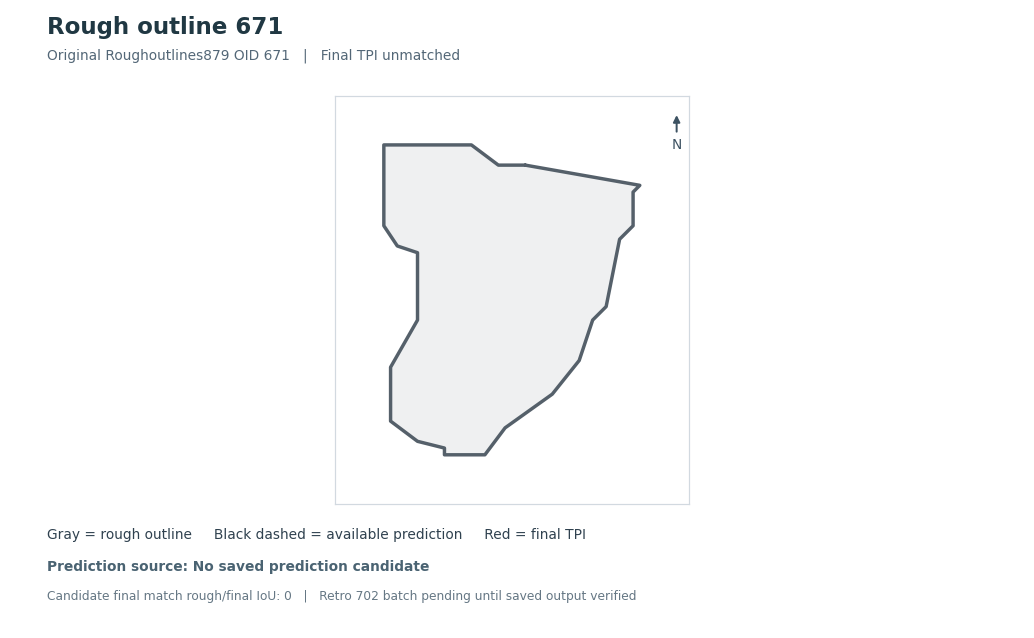 Rough outline 671
Original Roughoutlines879 OID 671   |   Final TPI unmatched
N
Gray = rough outline     Black dashed = available prediction     Red = final TPI
Prediction source: No saved prediction candidate
Candidate final match rough/final IoU: 0   |   Retro 702 batch pending until saved output verified